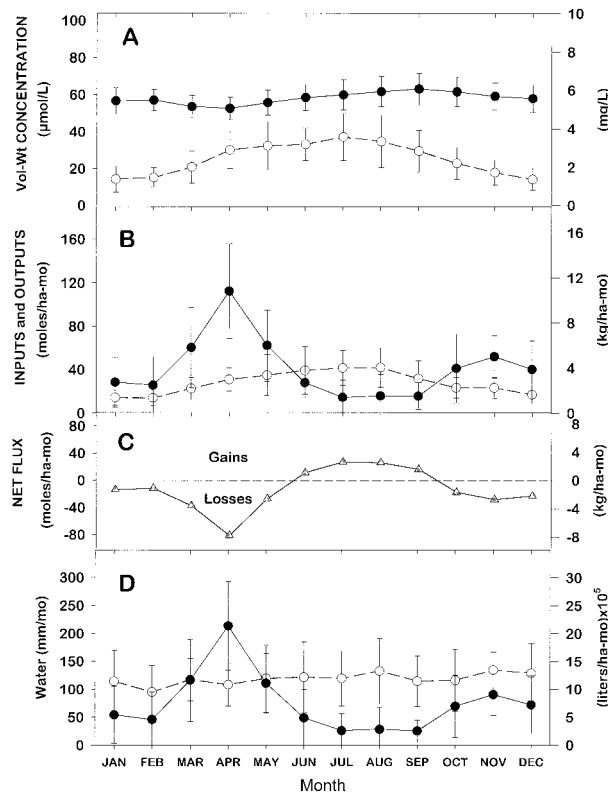 A
Vol-Wt CONCENTRATION
(µmol/L)
100
80
60
40
20
0
10
8
6
4
2
0
(mg/L)
B
INPUTS and OUTPUTS
(moles/ha-mo)
160
120
80
40
0
16
12
8
4
0
(kg/ha-mo)
C
NET FLUX
(moles/ha-mo)
80
40
0
-40
-80
Gains
Losses
8
4
0
-4
-8
(kg/ha-mo)
D
Water (mm/mo)
300
250
200
150
100
50
0
30
25
20
15
10
5
0
(liters/ha-mo)x10⁵
JAN FEB MAR APR MAY JUN JUL AUG SEP OCT NOV DEC
Month